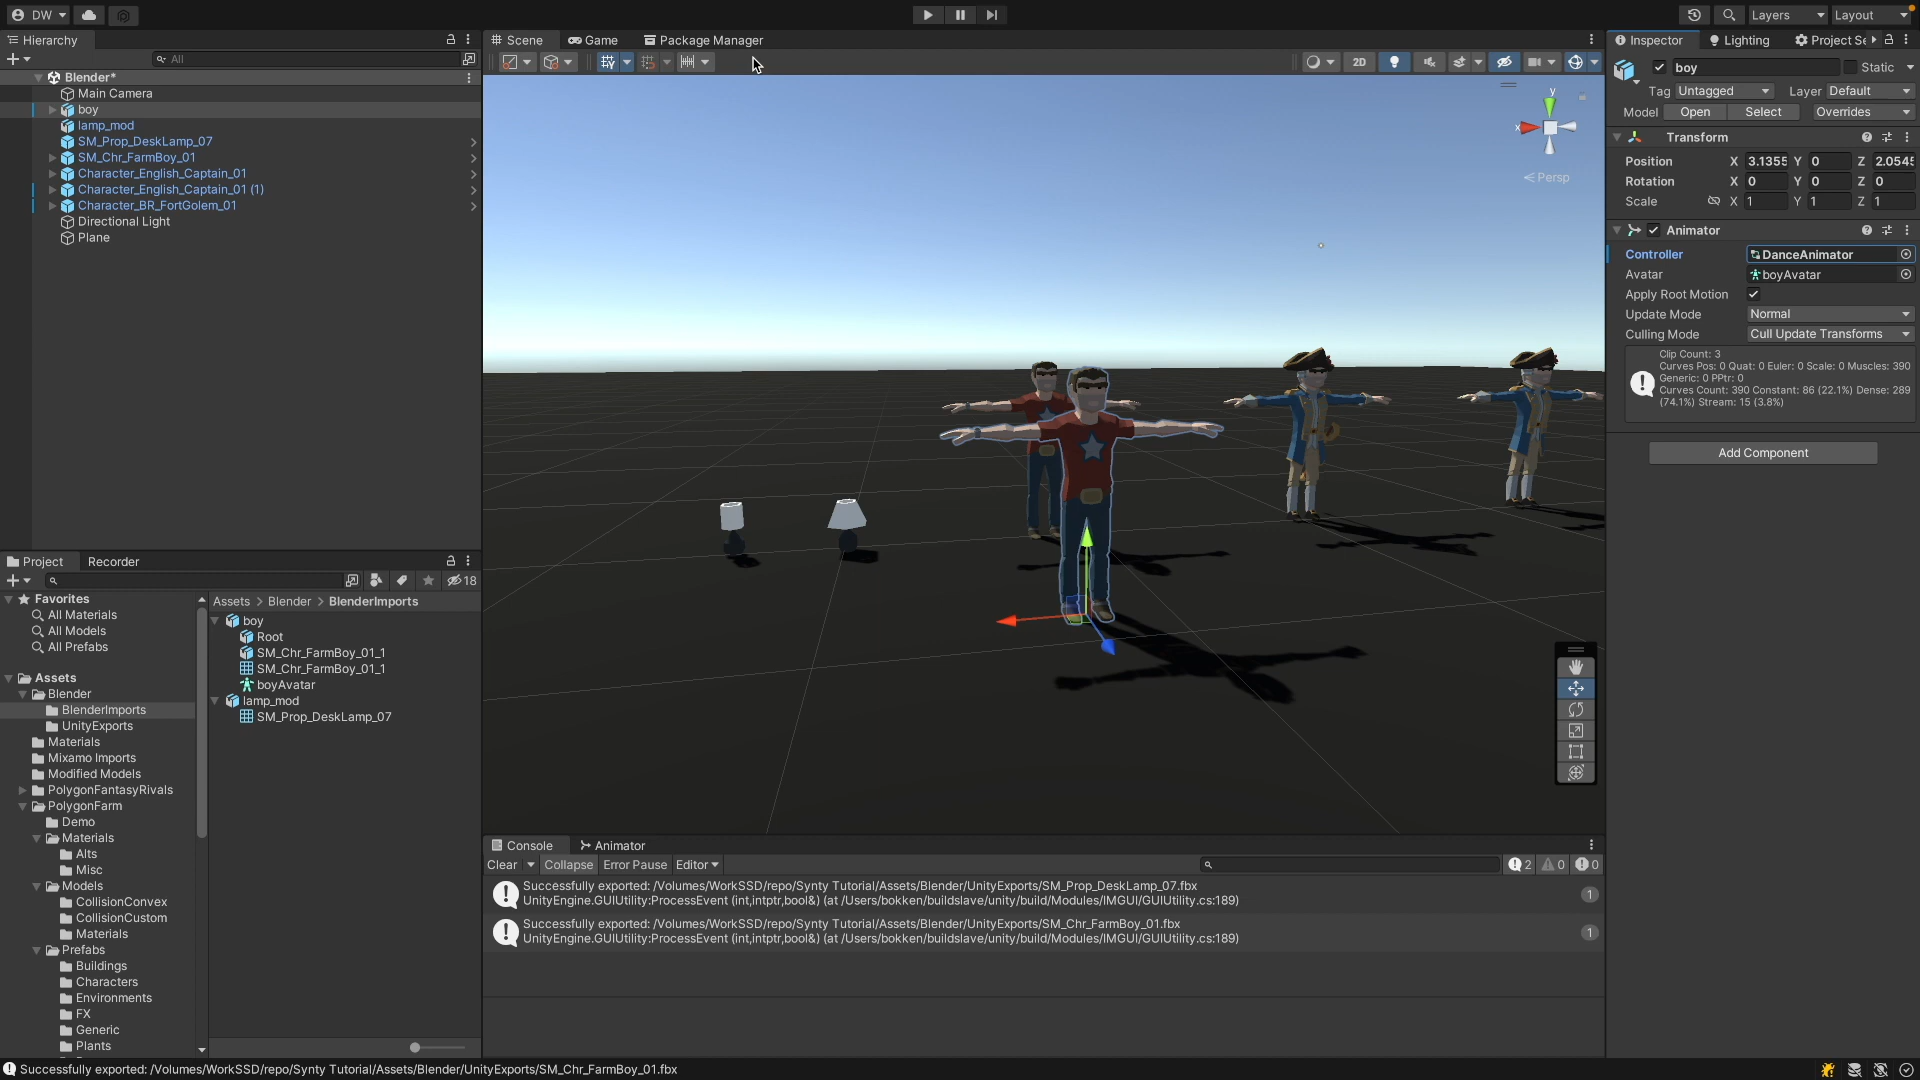 DW
Layers
Layout
Hierarchy
All
Blender*
Main Camera
boy
lamp_mod
SM_Prop_DeskLamp_07
SM_Chr_FarmBoy_01
Character_English_Captain_01
Character_English_Captain_01 (1)
Character_BR_FortGolem_01
Directional Light
Plane
Scene
Game
Package Manager
2D
y
x
Persp
Project
Recorder
18
Favorites
All Materials
All Models
All Prefabs
Assets
Blender
BlenderImports
UnityExports
Materials
Mixamo Imports
Modified Models
PolygonFantasyRivals
PolygonFarm
Demo
Materials
Alts
Misc
Models
CollisionConvex
CollisionCustom
Materials
Prefabs
Buildings
Characters
Environments
FX
Generic
Plants
Assets > Blender > BlenderImports
boy
Root
SM_Chr_FarmBoy_01_1
SM_Chr_FarmBoy_01_1
boyAvatar
lamp_mod
SM_Prop_DeskLamp_07
Console
Animator
Clear
Collapse
Error Pause
Editor
2
0
0
Successfully exported: /Volumes/WorkSSD/repo/Synty Tutorial/Assets/Blender/UnityExports/SM_Prop_DeskLamp_07.fbx
UnityEngine.GUIUtility:ProcessEvent (int,intptr,bool&) (at /Users/bokken/buildslave/unity/build/Modules/IMGUI/GUIUtility.cs:189)
1
Successfully exported: /Volumes/WorkSSD/repo/Synty Tutorial/Assets/Blender/UnityExports/SM_Chr_FarmBoy_01.fbx
UnityEngine.GUIUtility:ProcessEvent (int,intptr,bool&) (at /Users/bokken/buildslave/unity/build/Modules/IMGUI/GUIUtility.cs:189)
1
Inspector
Lighting
Project Se
boy
Static
Tag Untagged
Layer Default
Model Open Select Overrides
Transform
Position X 3.1355 Y 0 Z 2.0545
Rotation X 0 Y 0 Z 0
Scale X 1 Y 1 Z 1
Animator
Controller DanceAnimator
Avatar boyAvatar
Apply Root Motion
Update Mode Normal
Culling Mode Cull Update Transforms
Clip Count: 3
Curves Pos: 0 Quat: 0 Euler: 0 Scale: 0 Muscles: 390
Generic: 0 PPtr: 0
Curves Count: 390 Constant: 86 (22.1%) Dense: 289
(74.1%) Stream: 15 (3.8%)
Add Component
Successfully exported: /Volumes/WorkSSD/repo/Synty Tutorial/Assets/Blender/UnityExports/SM_Chr_FarmBoy_01.fbx